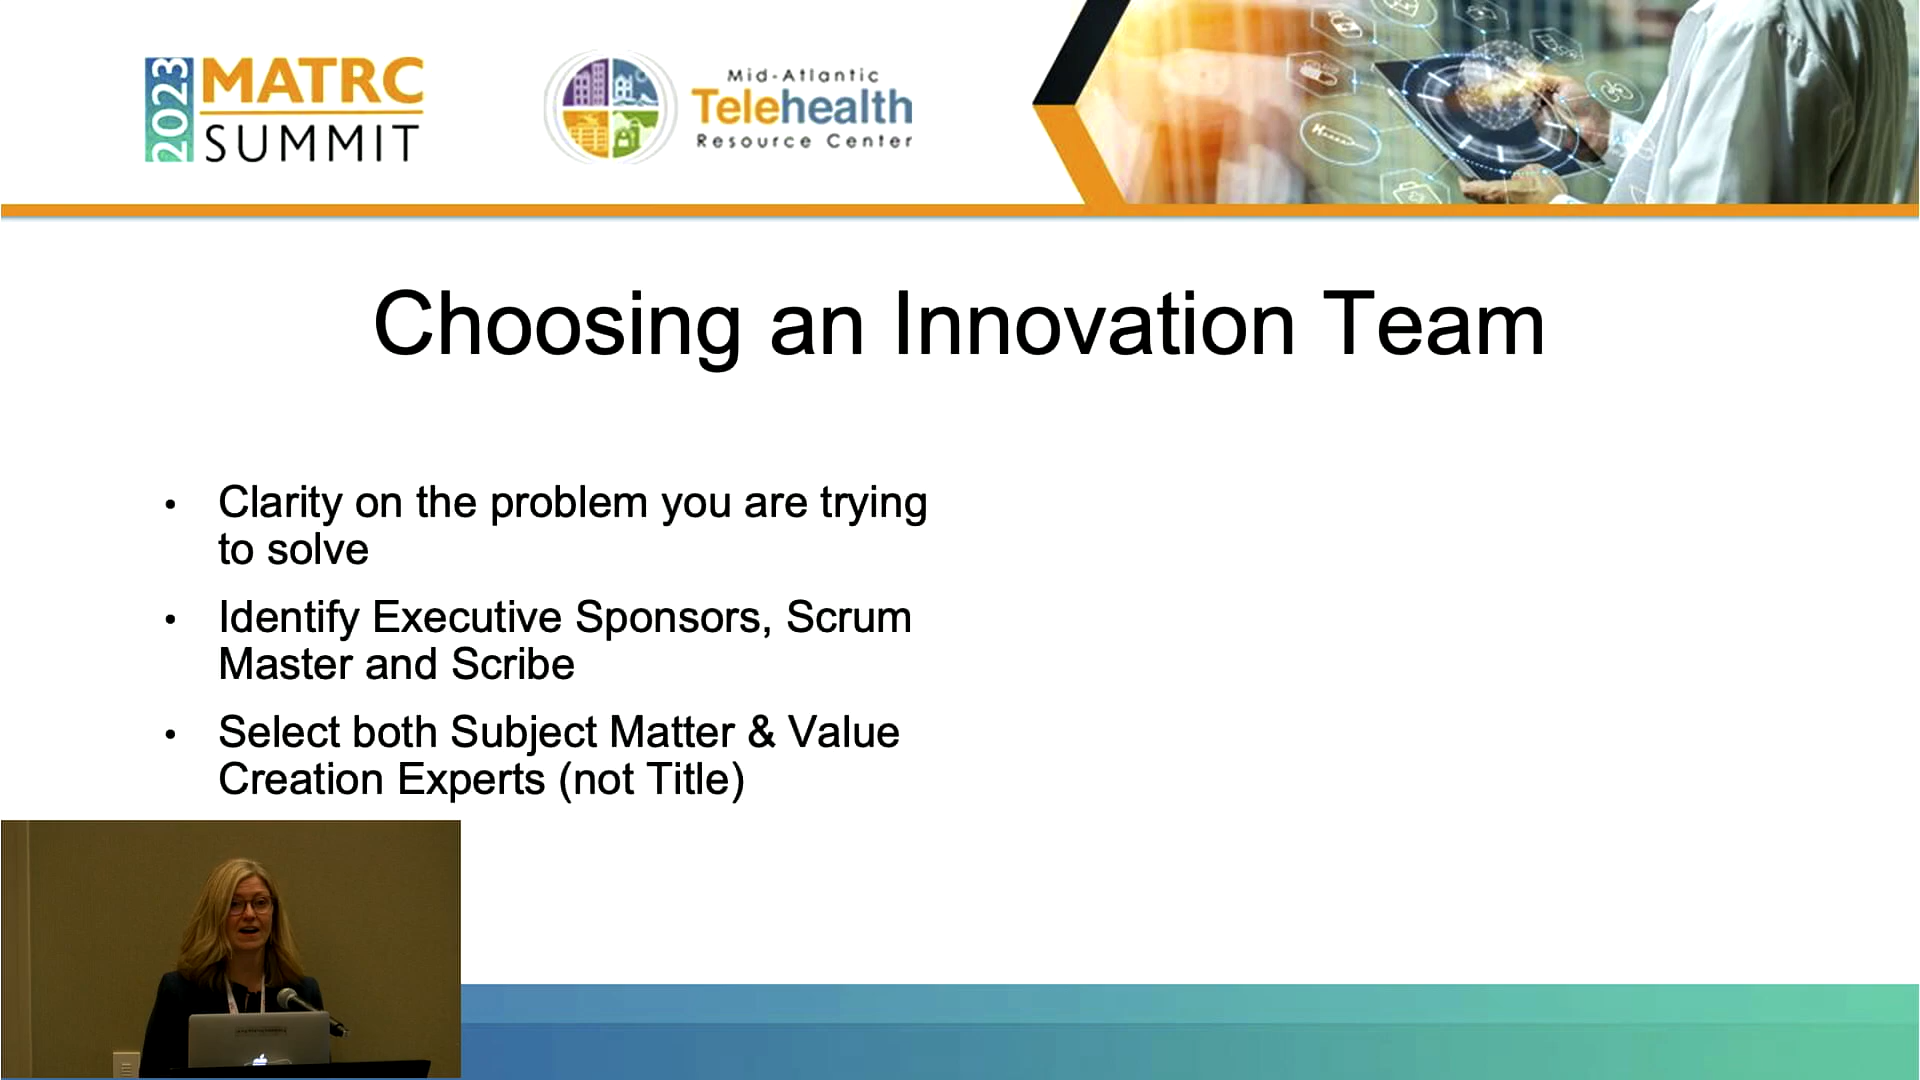 2023
MATRC
SUMMIT
Mid-Atlantic
Telehealth
Resource Center
Choosing an Innovation Team
• Clarity on the problem you are trying
to solve
• Identify Executive Sponsors, Scrum
Master and Scribe
• Select both Subject Matter & Value
Creation Experts (not Title)